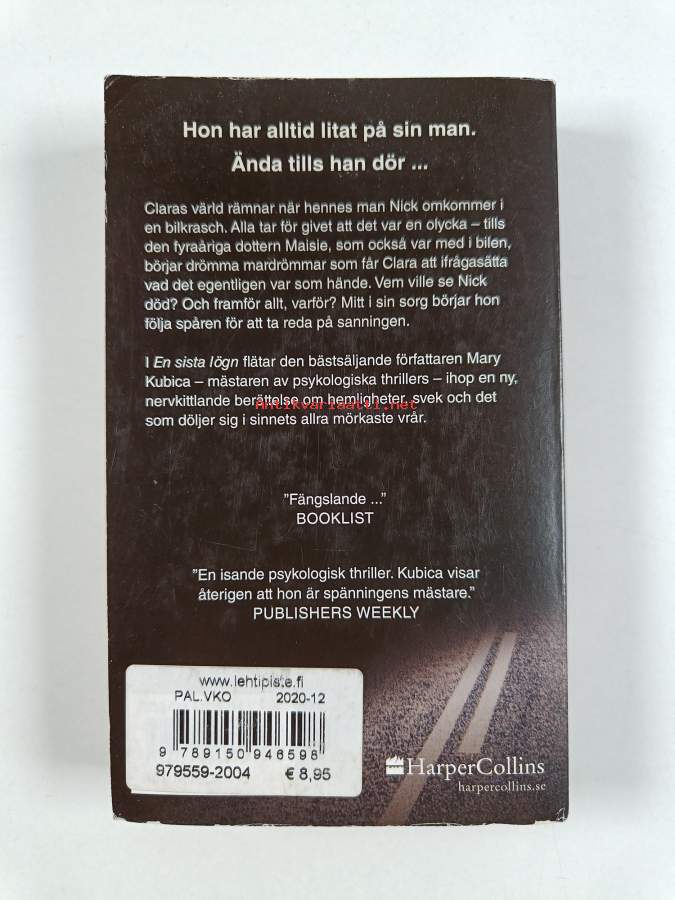 Hon har alltid litat på sin man.
Ända tills han dör ...
Claras värld rämnar när hennes man Nick omkommer i
en bilkrasch. Alla tar för givet att det var en olycka – tills
den fyraåriga dottern Maisie, som också var med i bilen,
börjar drömma mardrömmar som får Clara att ifrågasätta
vad det egentligen var som hände. Vem ville se Nick
död? Och framför allt, varför? Mitt i sin sorg börjar hon
följa spåren för att ta reda på sanningen.
I En sista lögn flätar den bästsäljande författaren Mary
Kubica – mästaren av psykologiska thrillers – ihop en ny,
nervkittlande berättelse om hemligheter, svek och det
Antikvariaatti.net
som döljer sig i sinnets allra mörkaste vrår.
”Fängslande ...”
BOOKLIST
”En isande psykologisk thriller. Kubica visar
återigen att hon är spänningens mästare.”
PUBLISHERS WEEKLY
www.lehtipiste.fi
PAL.VKO 2020-12
9 789150 946598
979559-2004 € 8,95
HarperCollins
harpercollins.se